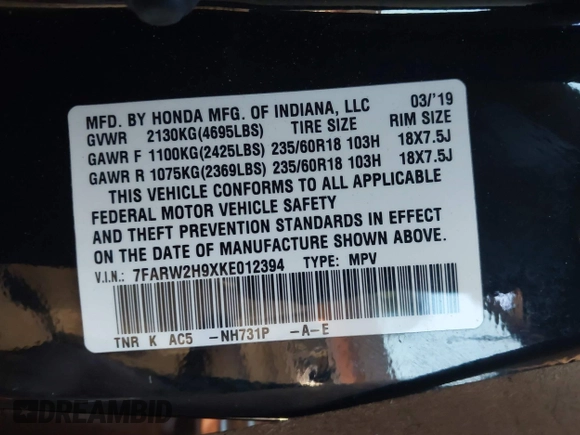 MFD. BY HONDA MFG. OF INDIANA, LLC 03/'19
GVWR 2130KG(4695LBS) TIRE SIZE RIM SIZE
GAWR F 1100KG(2425LBS) 235/60R18 103H 18X7.5J
GAWR R 1075KG(2369LBS) 235/60R18 103H 18X7.5J
THIS VEHICLE CONFORMS TO ALL APPLICABLE
FEDERAL MOTOR VEHICLE SAFETY
AND THEFT PREVENTION STANDARDS IN EFFECT
ON THE DATE OF MANUFACTURE SHOWN ABOVE.
V.I.N.: 7FARW2H9XKE012394 TYPE: MPV
TNR K AC5 -NH731P -A-E
DREAMBID